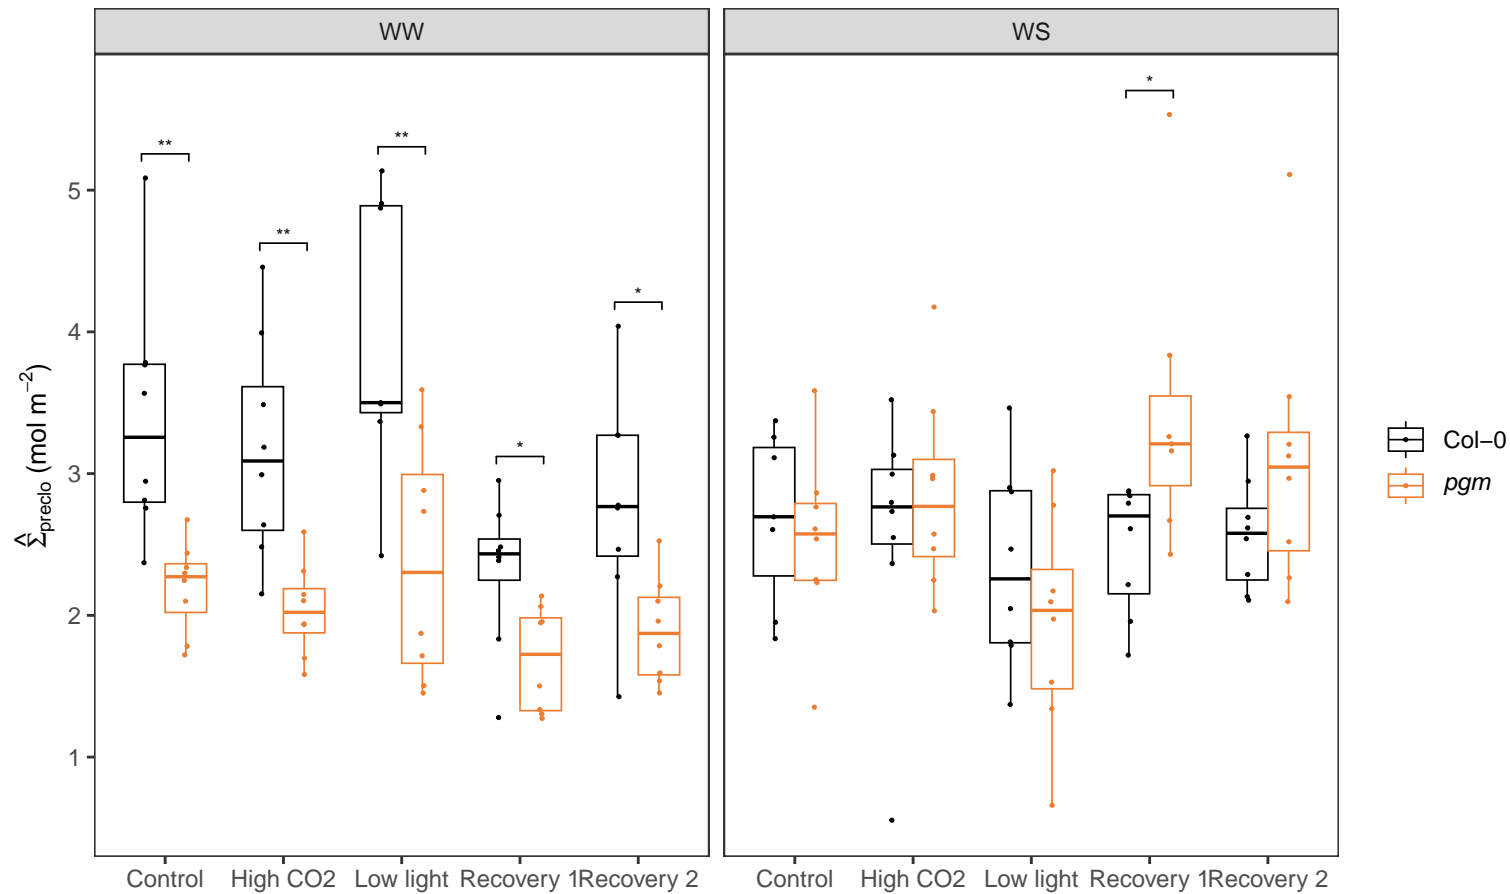 WW
WS
**
**
**
*
*
*
5
4
3
2
1
Σ̂preclo (mol m−2)
Control
High CO2
Low light
Recovery 1
Recovery 2
Control
High CO2
Low light
Recovery 1
Recovery 2
Col−0
pgm